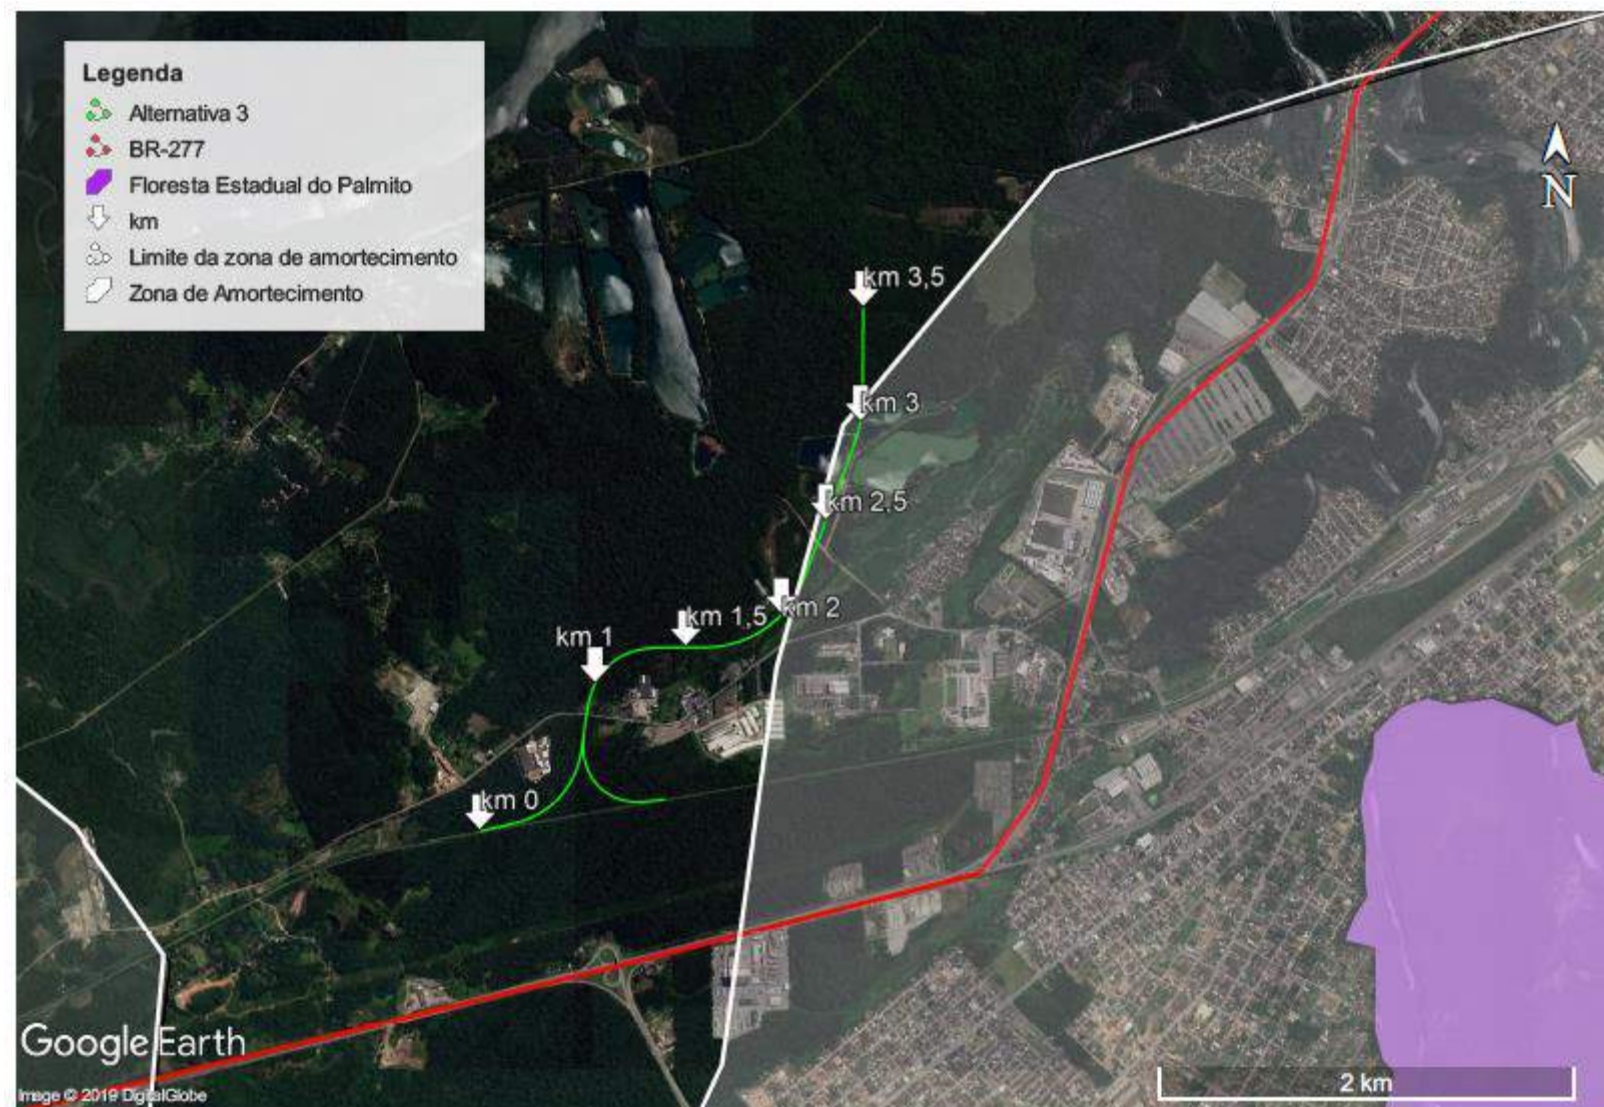 Legenda
Alternativa 3
BR-277
Floresta Estadual do Palmito
km
Limite da zona de amortecimento
Zona de Amortecimento
N
km 3,5
km 3
km 2,5
km 2
km 1,5
km 1
km 0
Google Earth
Image © 2019 DigitalGlobe
2 km